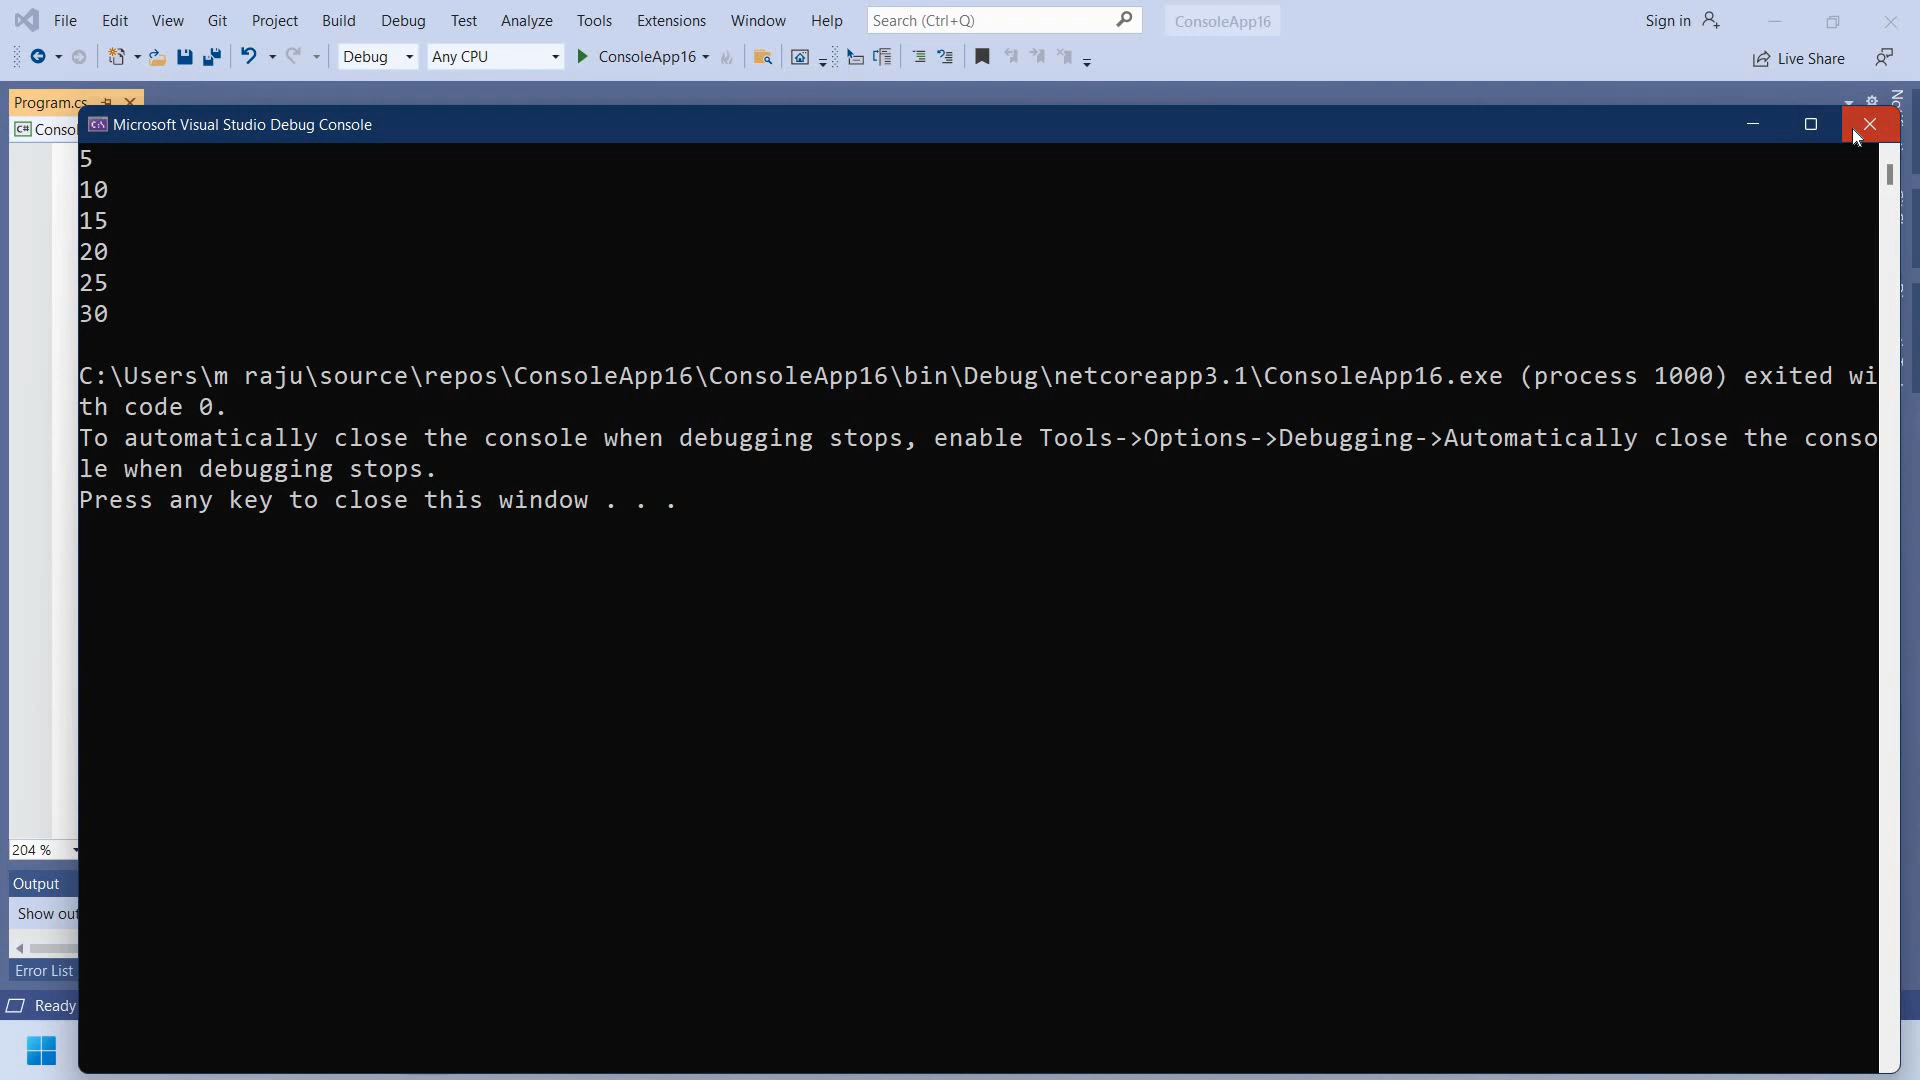 File Edit View Git Project Build Debug Test Analyze Tools Extensions Window Help Search (Ctrl+Q) ConsoleApp16 Sign in
Debug Any CPU ConsoleApp16 Live Share
Program.cs
Microsoft Visual Studio Debug Console
5
10
15
20
25
30
C:\Users\m raju\source\repos\ConsoleApp16\ConsoleApp16\bin\Debug\netcoreapp3.1\ConsoleApp16.exe (process 1000) exited wi
th code 0.
To automatically close the console when debugging stops, enable Tools->Options->Debugging->Automatically close the conso
le when debugging stops.
Press any key to close this window . . .
204 %
Output
Show out
Error List
Ready